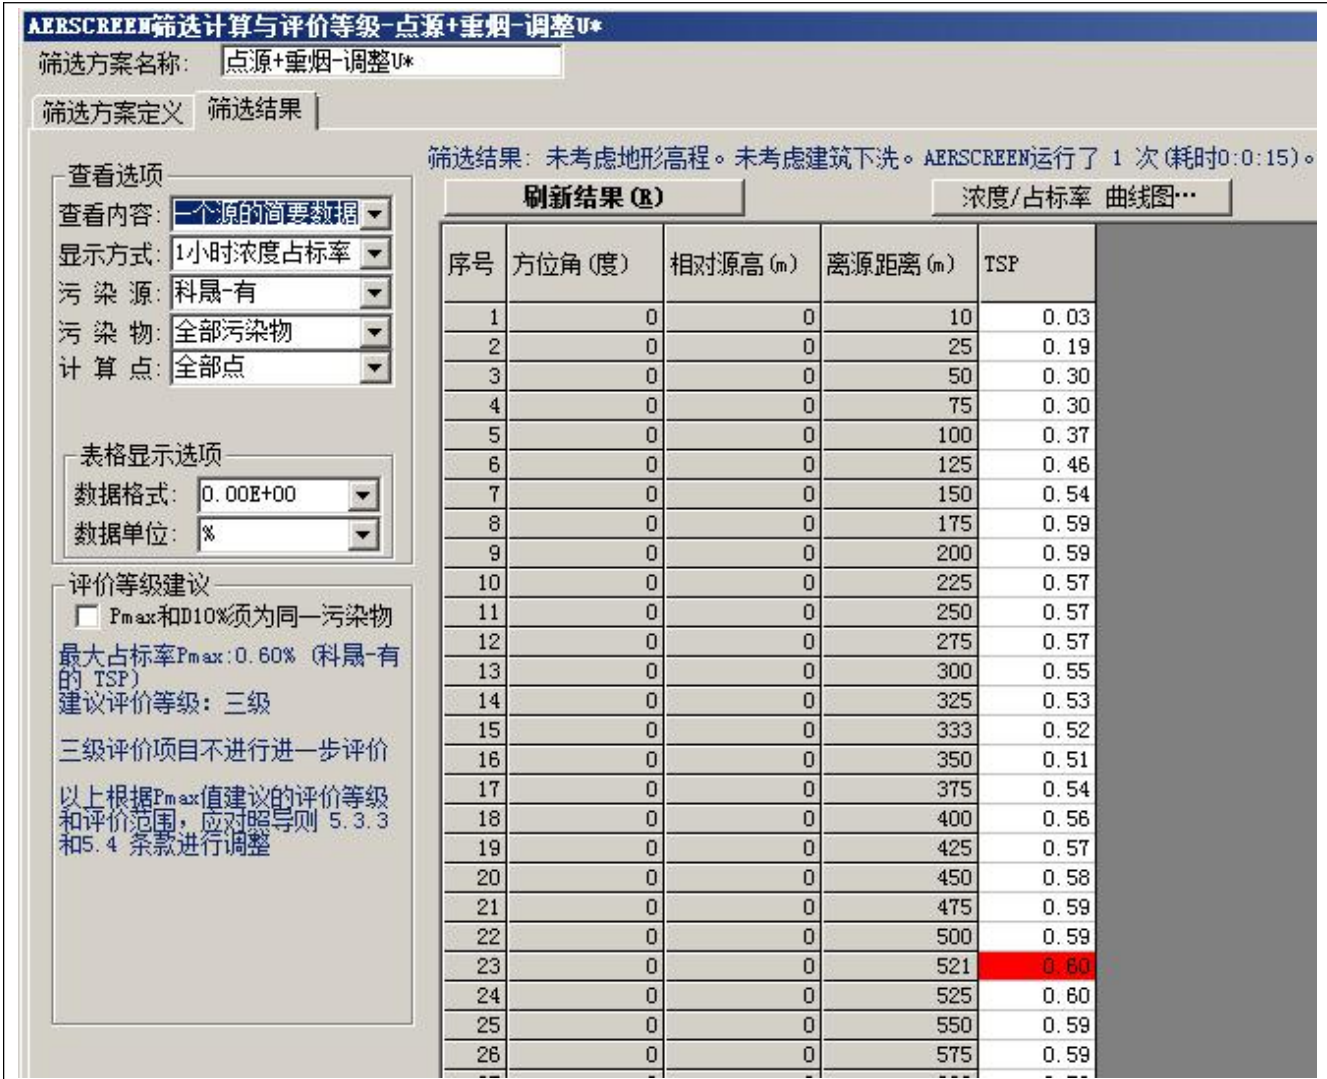 AERSCREEN筛选计算与评价等级-点源+重烟-调整U*
筛选方案名称: 点源+重烟-调整U*
筛选方案定义 筛选结果
筛选结果: 未考虑地形高程。未考虑建筑下洗。AERSCREEN运行了 1 次(耗时0:0:15)。
刷新结果(R) 浓度/占标率 曲线图…
查看选项
查看内容: 一个源的简要数据
显示方式: 1小时浓度占标率
污 染 源: 科晟-有
污 染 物: 全部污染物
计 算 点: 全部点
表格显示选项
数据格式: 0.00E+00
数据单位: %
评价等级建议
Pmax和D10%须为同一污染物
最大占标率Pmax:0.60% (科晟-有
的 TSP)
建议评价等级: 三级
三级评价项目不进行进一步评价
以上根据Pmax值建议的评价等级
和评价范围, 应对照导则 5.3.3
和5.4 条款进行调整
序号 方位角(度) 相对源高(m) 离源距离(m) TSP
1 0 0 10 0.03
2 0 0 25 0.19
3 0 0 50 0.30
4 0 0 75 0.30
5 0 0 100 0.37
6 0 0 125 0.46
7 0 0 150 0.54
8 0 0 175 0.59
9 0 0 200 0.59
10 0 0 225 0.57
11 0 0 250 0.57
12 0 0 275 0.57
13 0 0 300 0.55
14 0 0 325 0.53
15 0 0 333 0.52
16 0 0 350 0.51
17 0 0 375 0.54
18 0 0 400 0.56
19 0 0 425 0.57
20 0 0 450 0.58
21 0 0 475 0.59
22 0 0 500 0.59
23 0 0 521 0.60
24 0 0 525 0.60
25 0 0 550 0.59
26 0 0 575 0.59